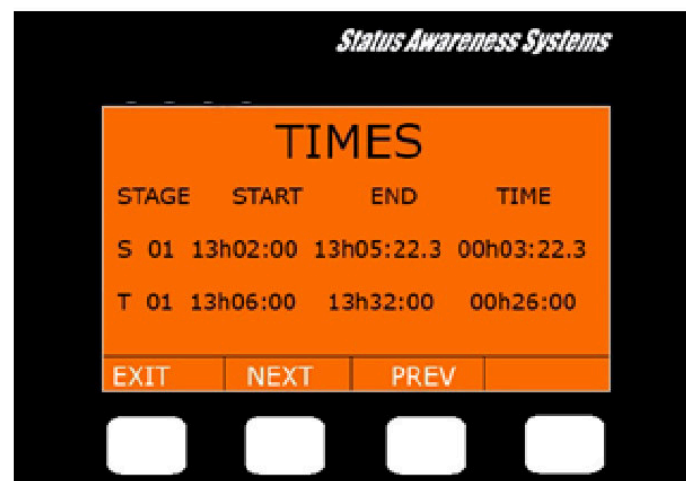 Status Awareness Systems
TIMES
STAGE START END TIME
S 01 13h02:00 13h05:22.3 00h03:22.3
T 01 13h06:00 13h32:00 00h26:00
EXIT NEXT PREV